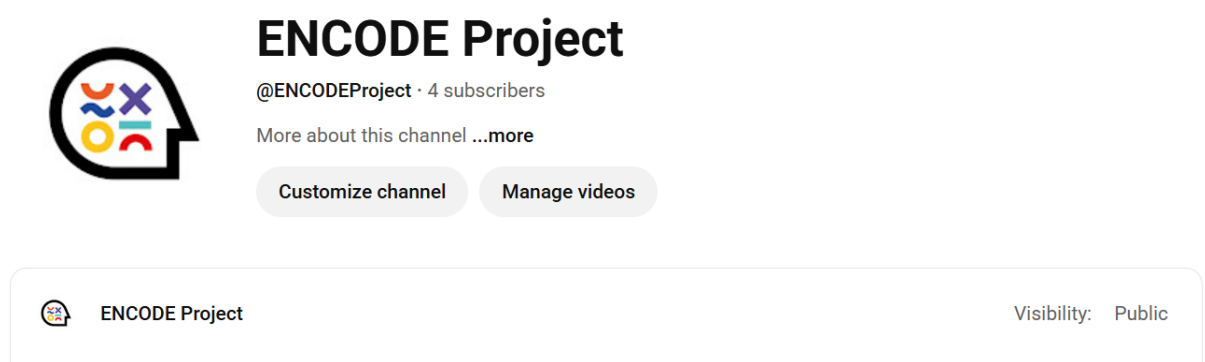 ENCODE Project
@ENCODEProject · 4 subscribers
More about this channel ...more
Customize channel Manage videos
ENCODE Project Visibility: Public